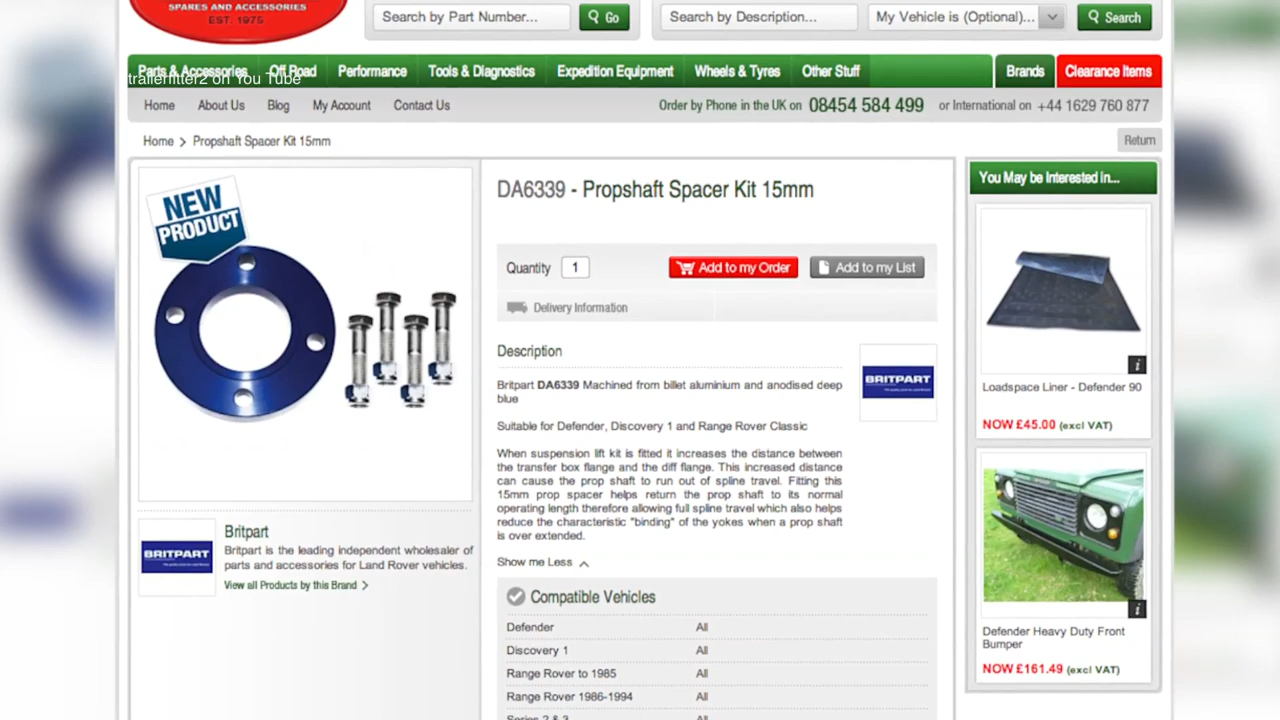 SPARES AND ACCESSORIES
EST. 1975
Search by Part Number...
Go
Search by Description...
My Vehicle is (Optional)...
Search
Parts & Accessories
Off Road
Performance
Tools & Diagnostics
Expedition Equipment
Wheels & Tyres
Other Stuff
Brands
Clearance Items
trailerfitter2 on You Tube
Home
About Us
Blog
My Account
Contact Us
Order by Phone in the UK on 08454 584 499 or International on +44 1629 760 877
Home > Propshaft Spacer Kit 15mm
Return
NEW
PRODUCT
DA6339 - Propshaft Spacer Kit 15mm
Quantity 1
Add to my Order
Add to my List
Delivery Information
Description
Britpart DA6339 Machined from billet aluminium and anodised deep
blue
BRITPART
Suitable for Defender, Discovery 1 and Range Rover Classic
When suspension lift kit is fitted it increases the distance between
the transfer box flange and the diff flange. This increased distance
can cause the prop shaft to run out of spline travel. Fitting this
15mm prop spacer helps return the prop shaft to its normal
operating length therefore allowing full spline travel which also helps
reduce the characteristic "binding" of the yokes when a prop shaft
is over extended.
Show me Less
Compatible Vehicles
Defender All
Discovery 1 All
Range Rover to 1985 All
Range Rover 1986-1994 All
Series 2 & 3 All
BRITPART
Britpart
Britpart is the leading independent wholesaler of
parts and accessories for Land Rover vehicles.
View all Products by this Brand >
You May be Interested in...
i
Loadspace Liner - Defender 90
NOW £45.00 (excl VAT)
i
Defender Heavy Duty Front
Bumper
NOW £161.49 (excl VAT)